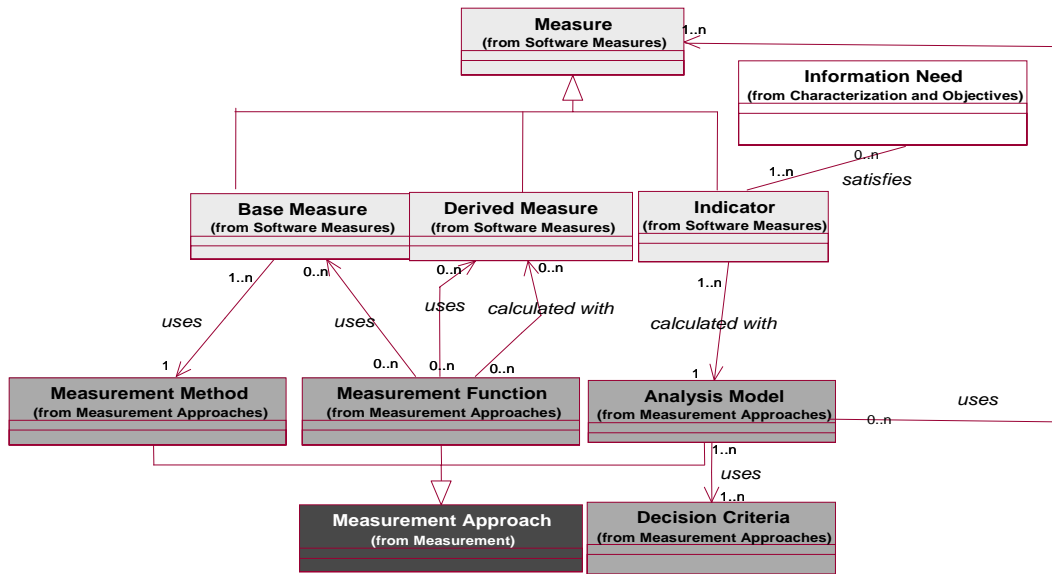 Measure
(from Software Measures)
1..n
Information Need
(from Characterization and Objectives)
0..n
1..n
satisfies
Base Measure
(from Software Measures)
Derived Measure
(from Software Measures)
Indicator
(from Software Measures)
1..n
0..n
0..n
0..n
1..n
uses
uses
uses
calculated with
calculated with
1
0..n
0..n
0..n
1
Measurement Method
(from Measurement Approaches)
Measurement Function
(from Measurement Approaches)
Analysis Model
(from Measurement Approaches)
0..n
uses
1..n
uses
1..n
Measurement Approach
(from Measurement)
Decision Criteria
(from Measurement Approaches)